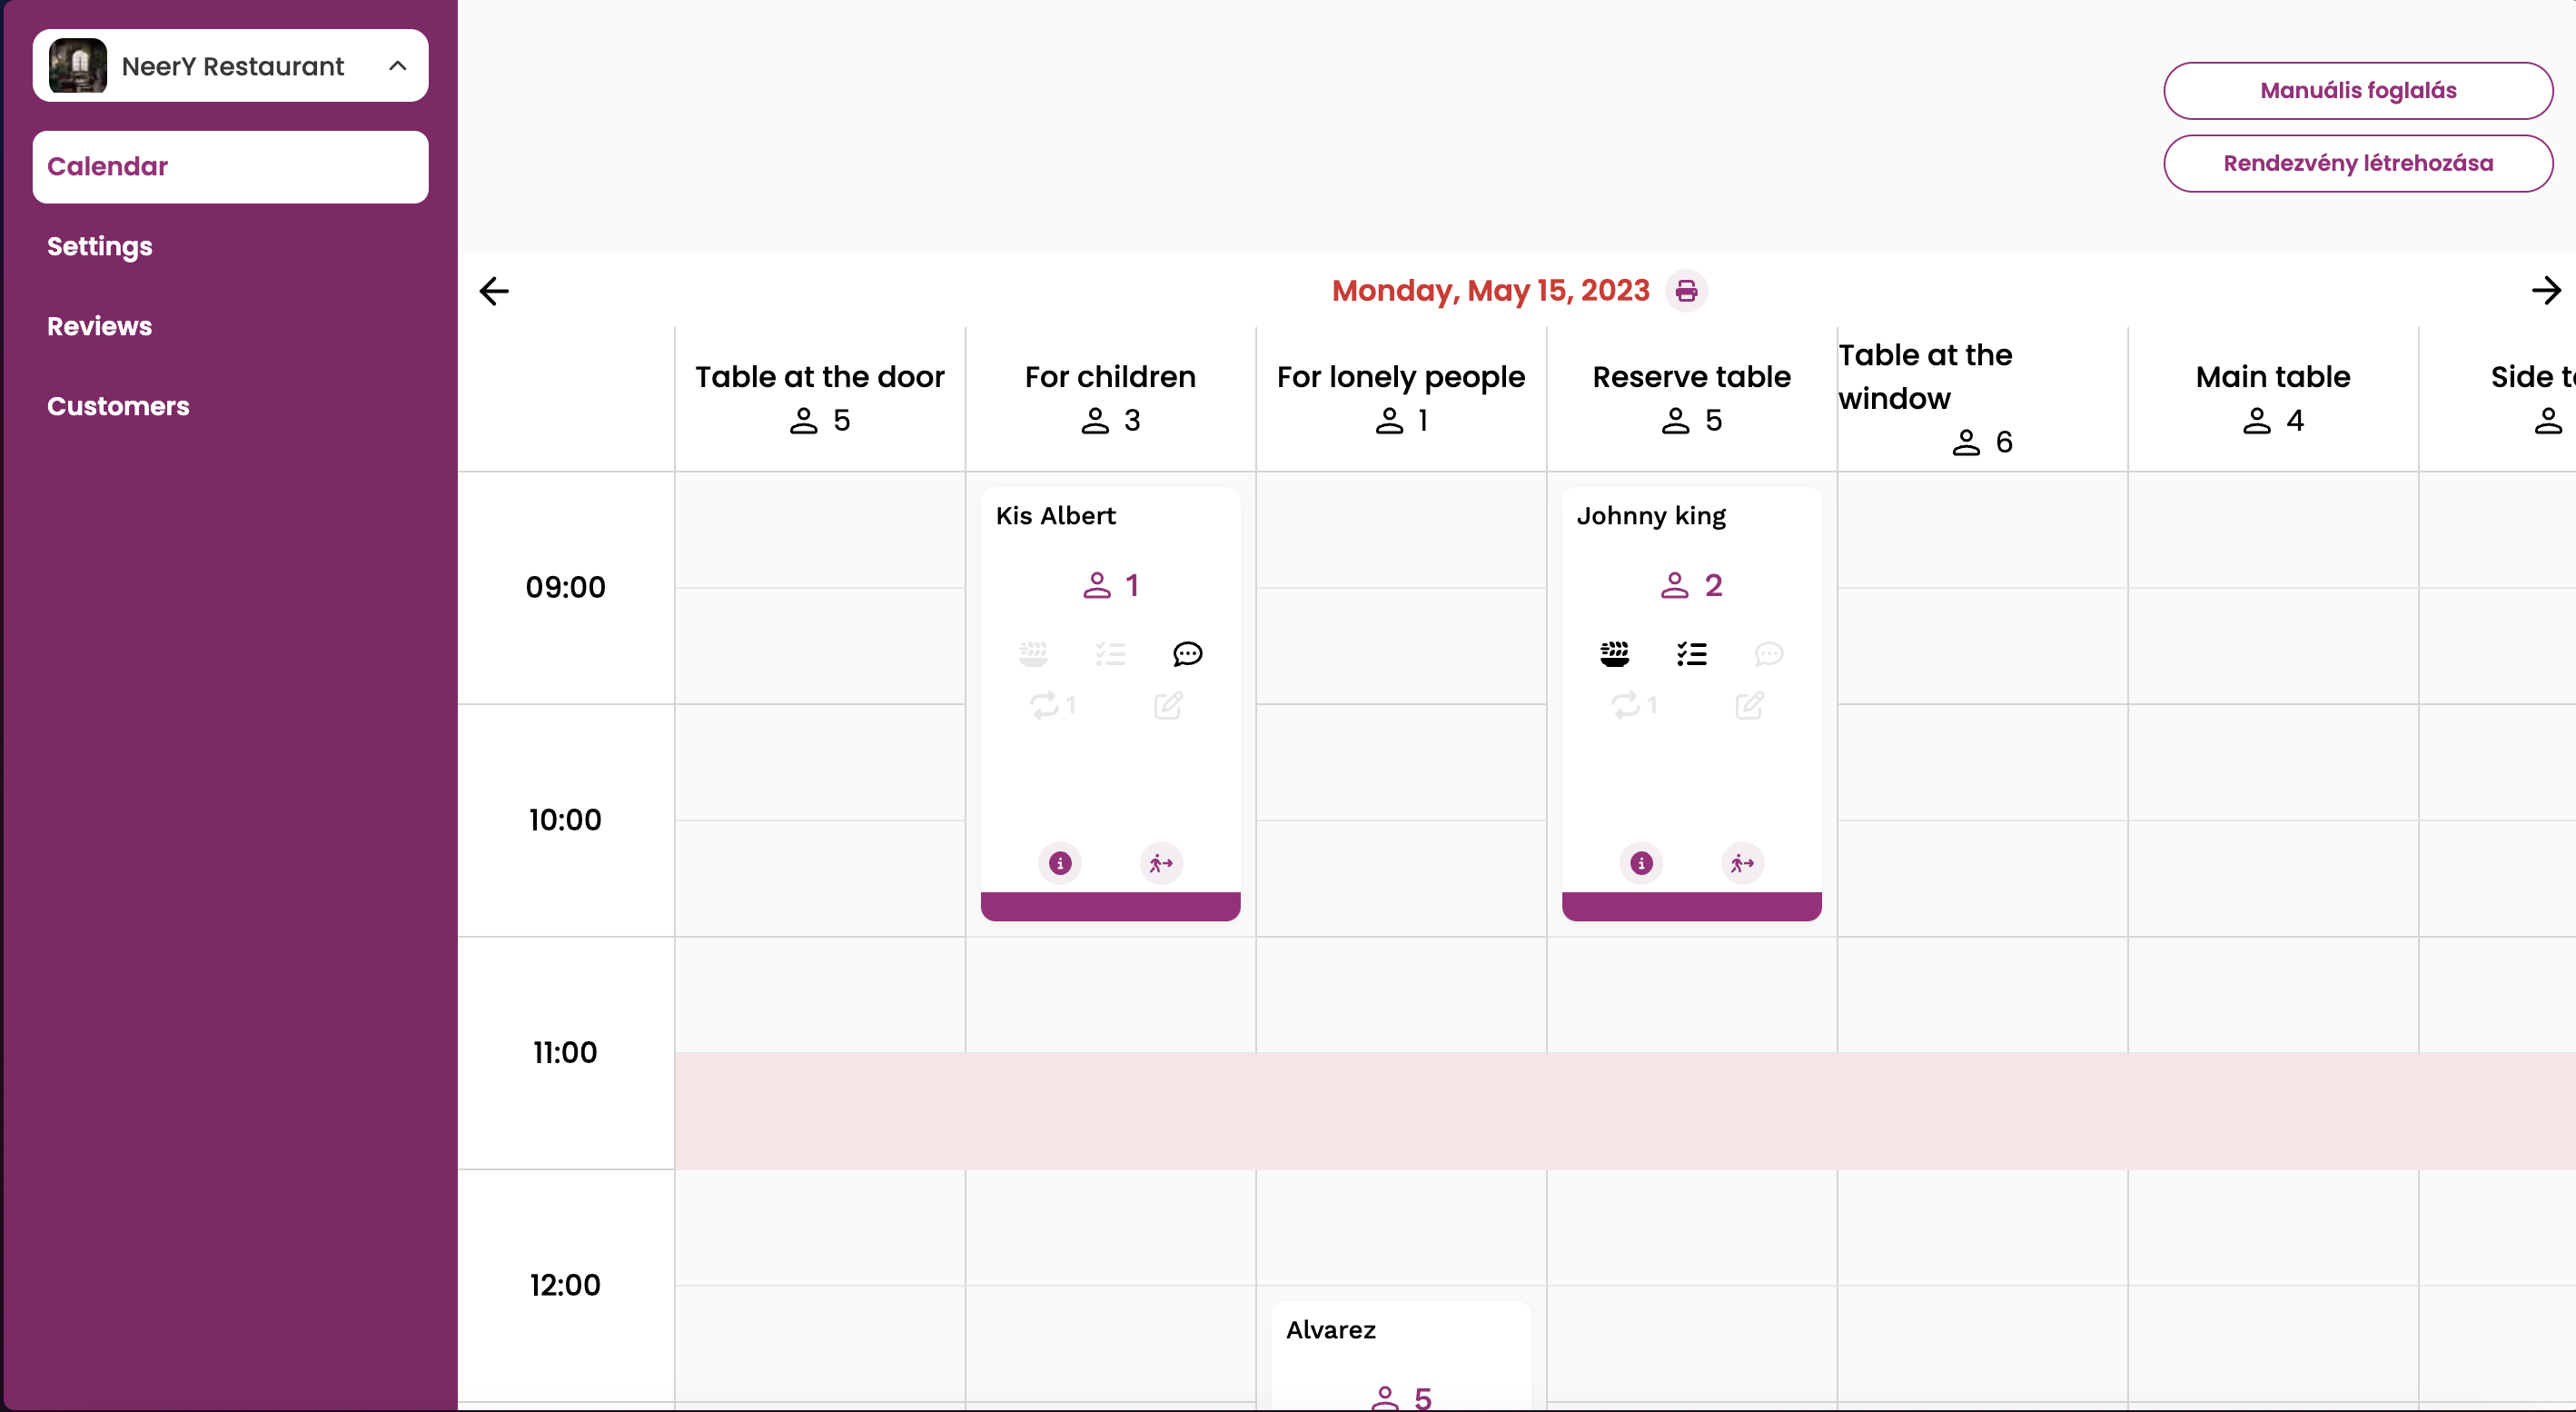 NeerY Restaurant
Calendar
Settings
Reviews
Customers
Manuális foglalás
Rendezvény létrehozása
Monday, May 15, 2023
Table at the door
5
For children
3
For lonely people
1
Reserve table
5
Table at the
window
6
Main table
4
Side
09:00
10:00
11:00
12:00
Kis Albert
1
1
Johnny king
2
1
Alvarez
5